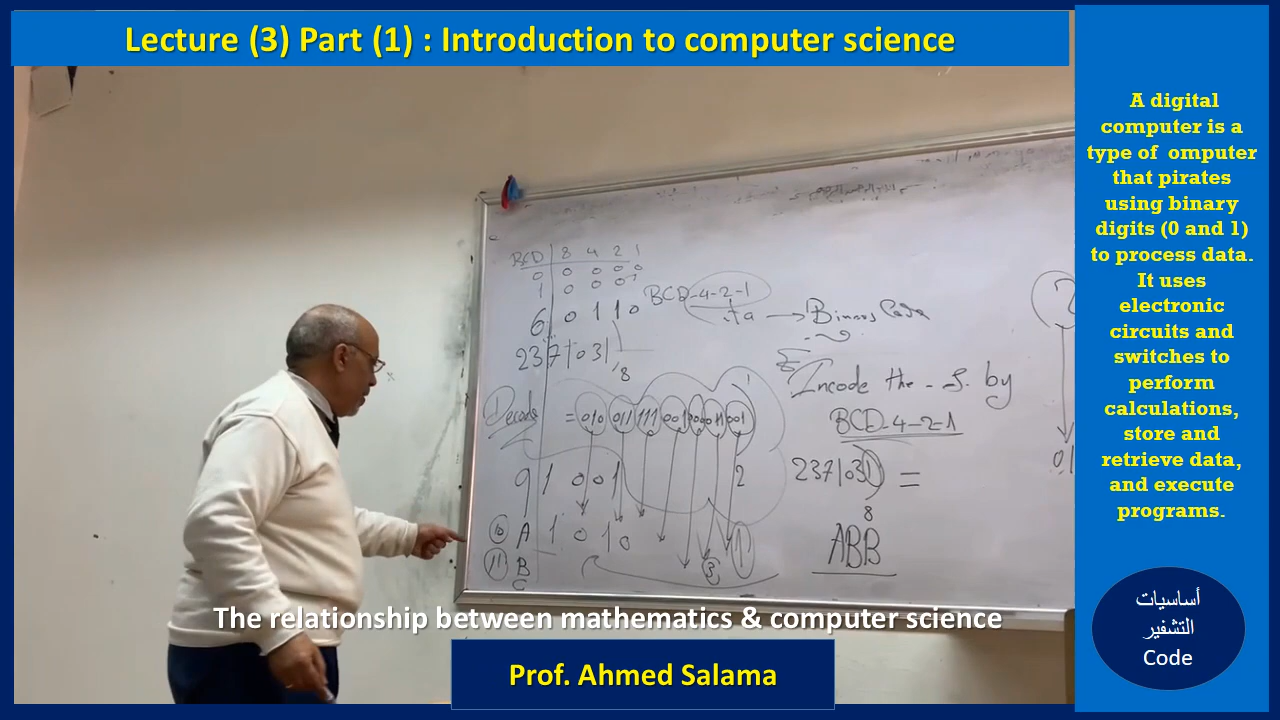 Lecture (3) Part (1) : Introduction to computer science
A digital
computer is a
type of omputer
that pirates
using binary
digits (0 and 1)
to process data.
It uses
electronic
circuits and
switches to
perform
calculations,
store and
retrieve data,
and execute
programs.
BCD 8 4 2 1
0 0 0 0 0
1 0 0 0 1
6 0 1 1 0
BCD-4-2-1
→ Binary Code
237/031
8
Decode = 010 011 111 001 000 011 001
9 1 0 0 1
2
10 A 1 0 1 0
11 B
C
3
1
Incode the - S. by
BCD-4-2-1
237/031 =
8
ABB
The relationship between mathematics & computer science
Prof. Ahmed Salama
أساسيات
التشفير
Code